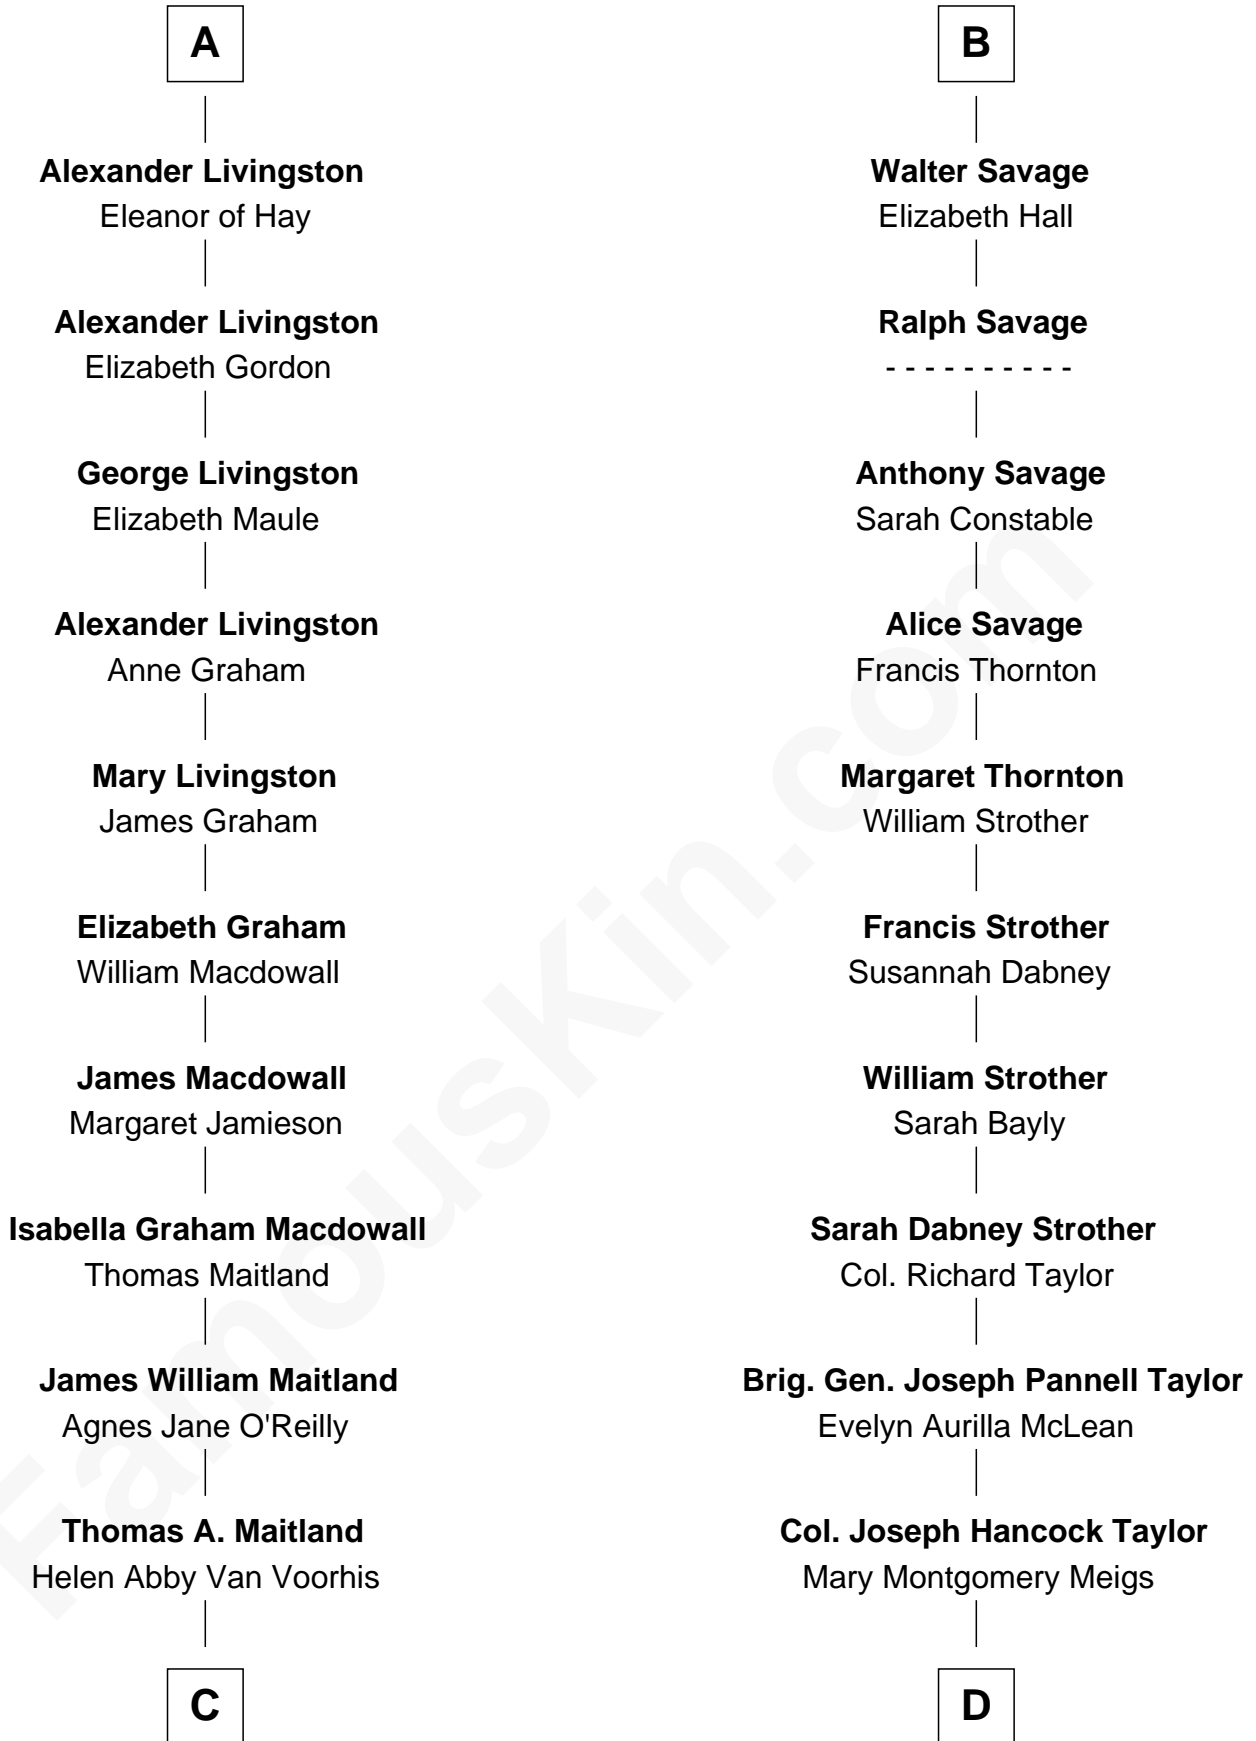 A
Alexander Livingston
Eleanor of Hay
Alexander Livingston
Elizabeth Gordon
George Livingston
Elizabeth Maule
Alexander Livingston
Anne Graham
Mary Livingston
James Graham
Elizabeth Graham
William Macdowall
James Macdowall
Margaret Jamieson
Isabella Graham Macdowall
Thomas Maitland
James William Maitland
Agnes Jane O'Reilly
Thomas A. Maitland
Helen Abby Van Voorhis
C
B
Walter Savage
Elizabeth Hall
Ralph Savage
- - - - - - - - - -
Anthony Savage
Sarah Constable
Alice Savage
Francis Thornton
Margaret Thornton
William Strother
Francis Strother
Susannah Dabney
William Strother
Sarah Bayly
Sarah Dabney Strother
Col. Richard Taylor
Brig. Gen. Joseph Pannell Taylor
Evelyn Aurilla McLean
Col. Joseph Hancock Taylor
Mary Montgomery Meigs
D
FamousKin.com